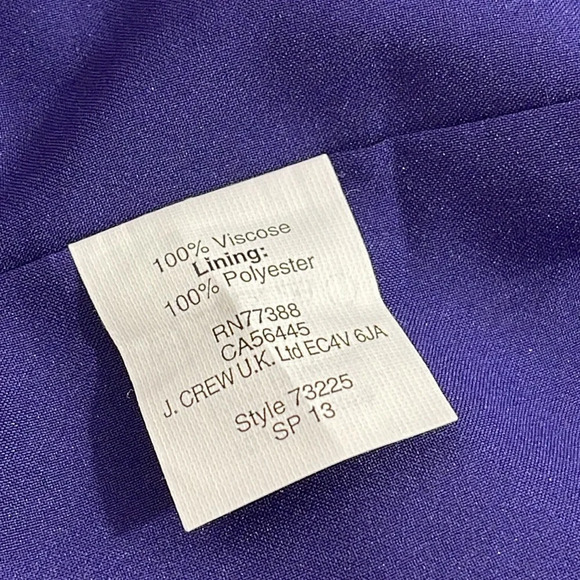 100% Viscose
Lining:
100% Polyester
RN77388
CA56445
J. CREW U.K. Ltd EC4V 6JA
Style 73225
SP 13